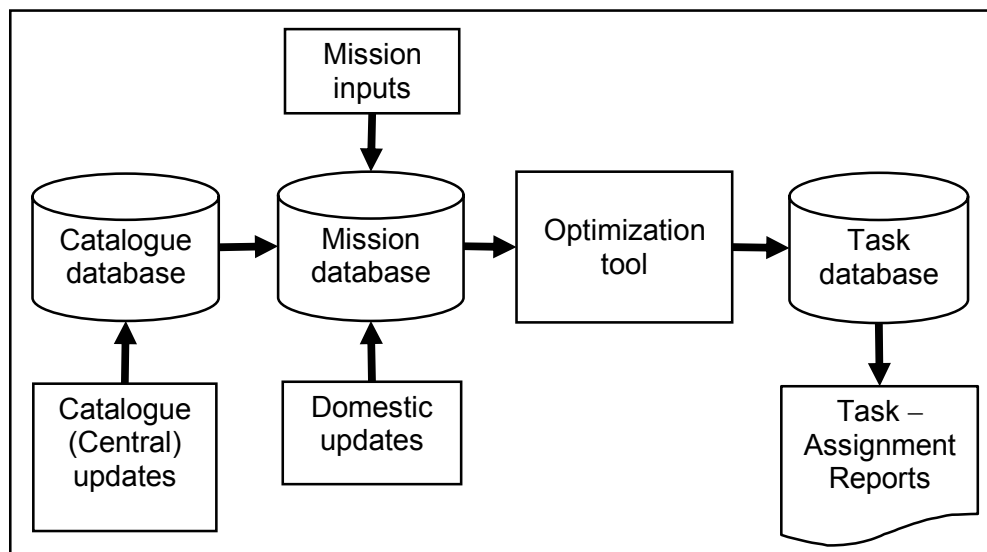 Mission
inputs
Catalogue
database
Mission
database
Optimization
tool
Task
database
Catalogue
(Central)
updates
Domestic
updates
Task –
Assignment
Reports